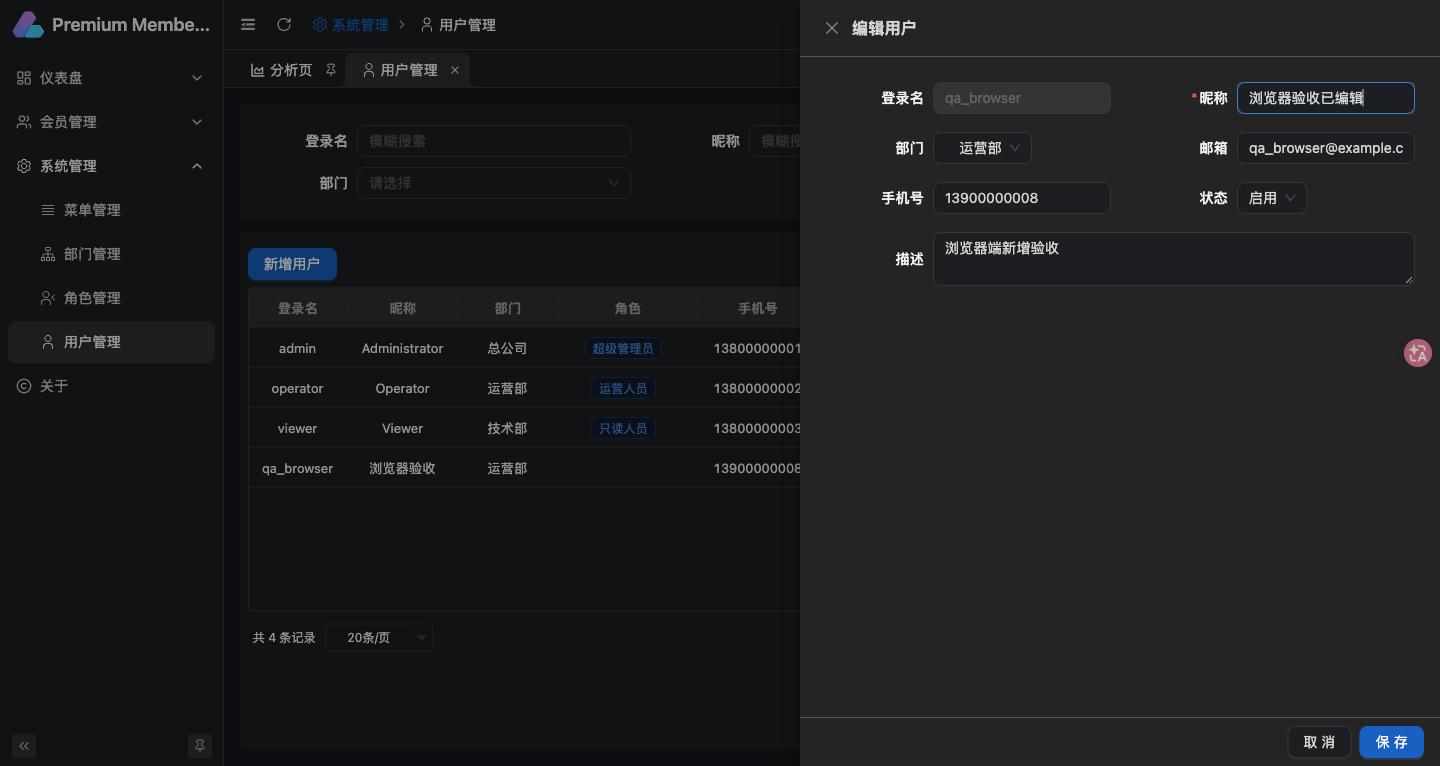 Premium Membe...
仪表盘
会员管理
系统管理
菜单管理
部门管理
角色管理
用户管理
关于
系统管理 > 用户管理
分析页 用户管理
登录名 模糊搜索 昵称
部门 请选择
新增用户
登录名 昵称 部门 角色 手机号
admin Administrator 总公司 超级管理员 13800000001
operator Operator 运营部 运营人员 13800000002
viewer Viewer 技术部 只读人员 13800000003
qa_browser 浏览器验收 运营部 13900000008
共 4 条记录 20条/页
编辑用户
登录名 qa_browser *昵称 浏览器验收已编辑
部门 运营部 邮箱 qa_browser@example.c
手机号 13900000008 状态 启用
描述 浏览器端新增验收
取 消 保 存